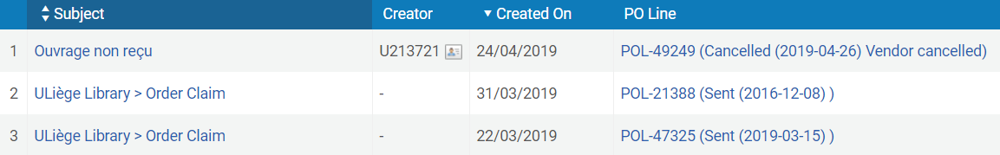 Subject Creator Created On PO Line
1 Ouvrage non reçu U213721 24/04/2019 POL-49249 (Cancelled (2019-04-26) Vendor cancelled)
2 ULiège Library > Order Claim - 31/03/2019 POL-21388 (Sent (2016-12-08) )
3 ULiège Library > Order Claim - 22/03/2019 POL-47325 (Sent (2019-03-15) )